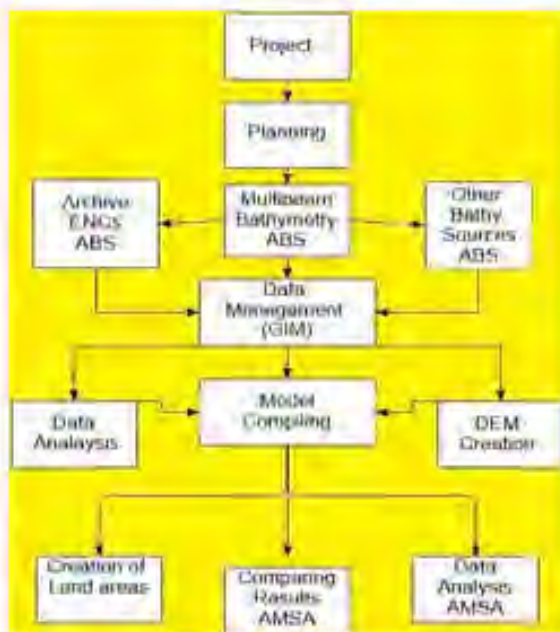 Project
Planning
Archive
ENCs
ABS
Multibeam
Bathymetry
ABS
Other
Bathy
Sources
ABS
Data
Management
(GIM)
Data
Analaysis
Model
Compiling
DEM
Creation
Creation of
Land areas
Comparing
Results
AMSA
Data
Analysis
AMSA